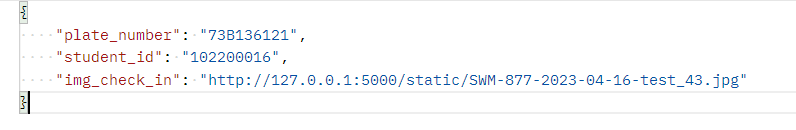 {
"plate_number": "73B136121",
"student_id": "102200016",
"img_check_in": "http://127.0.0.1:5000/static/SWM-877-2023-04-16-test_43.jpg"
}